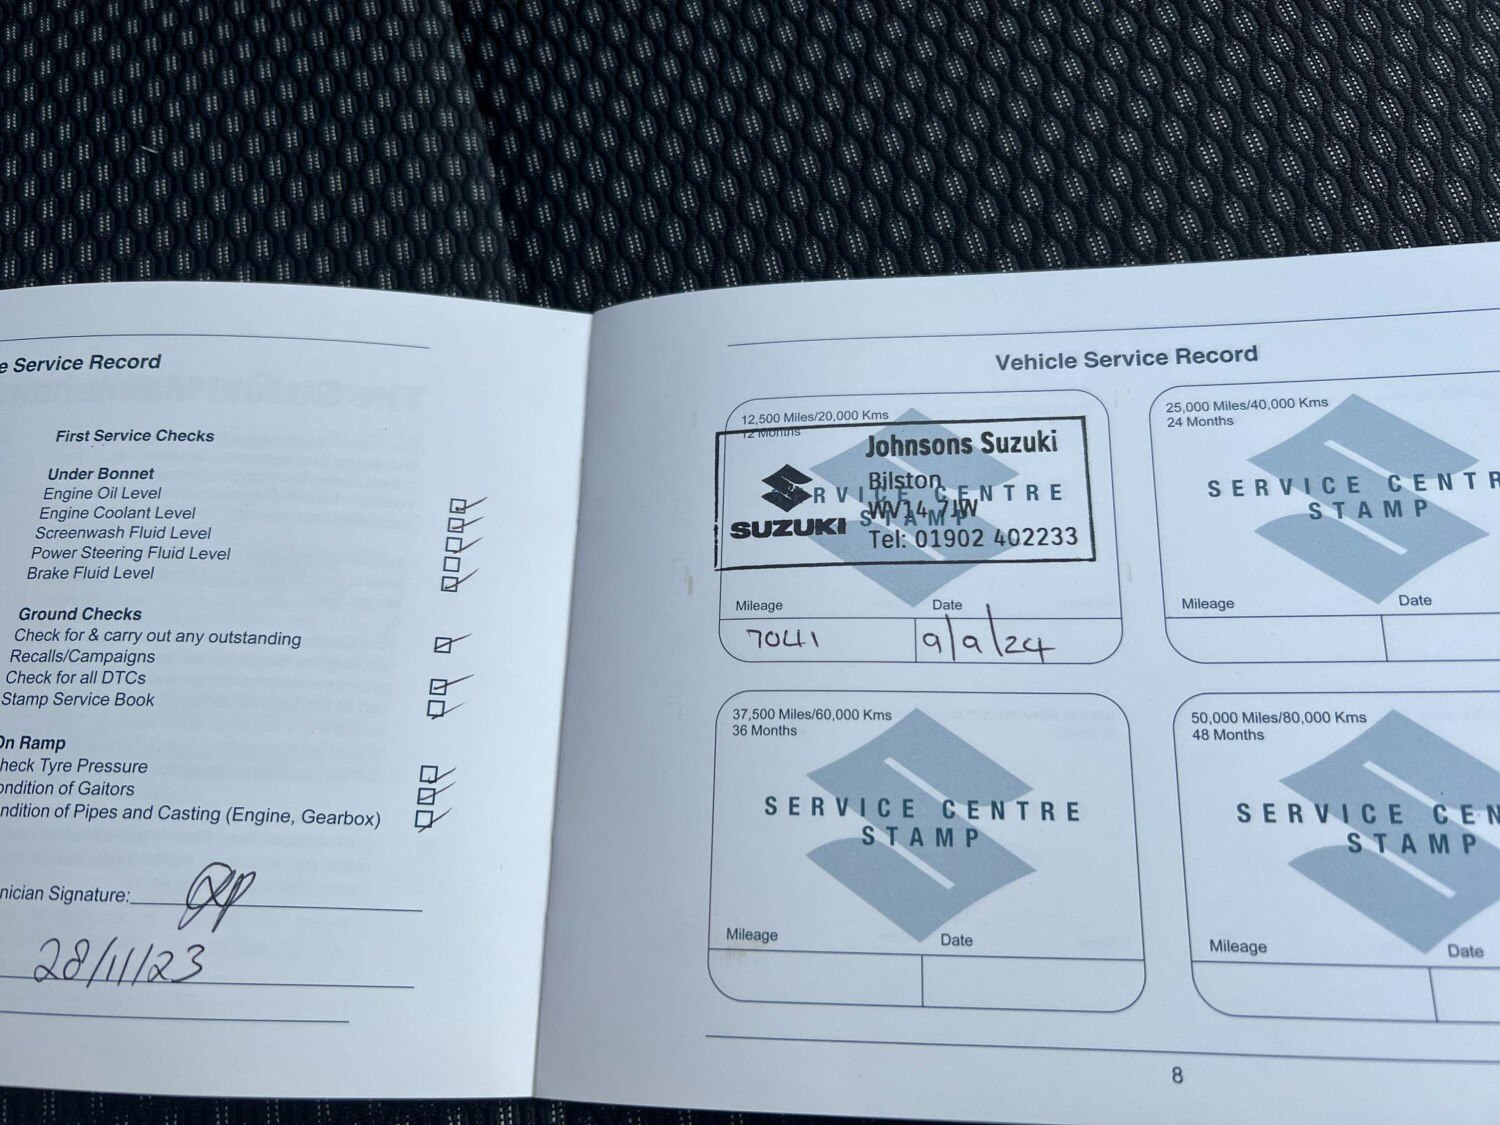 e Service Record
First Service Checks
Under Bonnet
Engine Oil Level
Engine Coolant Level
Screenwash Fluid Level
Power Steering Fluid Level
Brake Fluid Level
Ground Checks
Check for & carry out any outstanding
Recalls/Campaigns
Check for all DTCs
Stamp Service Book
On Ramp
heck Tyre Pressure
ondition of Gaitors
ndition of Pipes and Casting (Engine, Gearbox)
nician Signature:
28/11/23
Vehicle Service Record
12,500 Miles/20,000 Kms
12 Months
Johnsons Suzuki
Bilston
WV14 7JW
Tel: 01902 402233
SUZUKI
SERVICE CENTRE
STAMP
Mileage
Date
7041
9/9/24
25,000 Miles/40,000 Kms
24 Months
SERVICE CENTR
STAMP
Mileage
Date
37,500 Miles/60,000 Kms
36 Months
SERVICE CENTRE
STAMP
Mileage
Date
50,000 Miles/80,000 Kms
48 Months
SERVICE CEN
STAMP
Mileage
Date
8